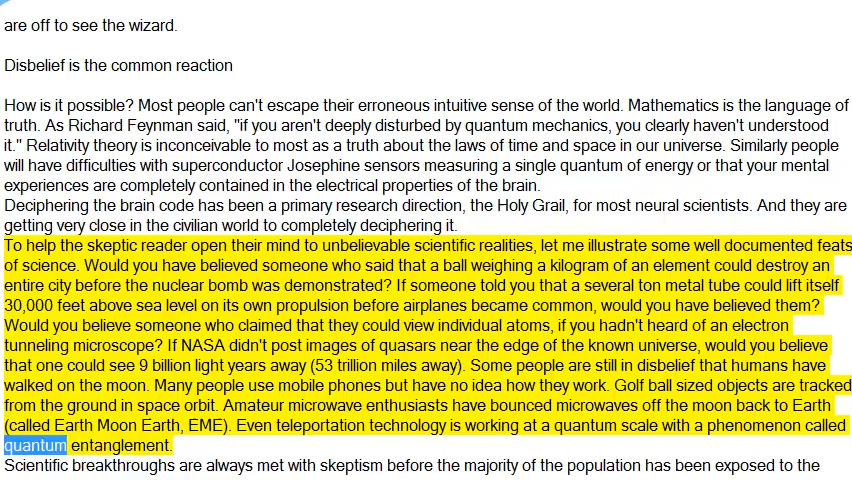 are off to see the wizard.
Disbelief is the common reaction
How is it possible? Most people can't escape their erroneous intuitive sense of the world. Mathematics is the language of
truth. As Richard Feynman said, "if you aren't deeply disturbed by quantum mechanics, you clearly haven't understood
it." Relativity theory is inconceivable to most as a truth about the laws of time and space in our universe. Similarly people
will have difficulties with superconductor Josephine sensors measuring a single quantum of energy or that your mental
experiences are completely contained in the electrical properties of the brain.
Deciphering the brain code has been a primary research direction, the Holy Grail, for most neural scientists. And they are
getting very close in the civilian world to completely deciphering it.
To help the skeptic reader open their mind to unbelievable scientific realities, let me illustrate some well documented feats
of science. Would you have believed someone who said that a ball weighing a kilogram of an element could destroy an
entire city before the nuclear bomb was demonstrated? If someone told you that a several ton metal tube could lift itself
30,000 feet above sea level on its own propulsion before airplanes became common, would you have believed them?
Would you believe someone who claimed that they could view individual atoms, if you hadn't heard of an electron
tunneling microscope? If NASA didn't post images of quasars near the edge of the known universe, would you believe
that one could see 9 billion light years away (53 trillion miles away). Some people are still in disbelief that humans have
walked on the moon. Many people use mobile phones but have no idea how they work. Golf ball sized objects are tracked
from the ground in space orbit. Amateur microwave enthusiasts have bounced microwaves off the moon back to Earth
(called Earth Moon Earth, EME). Even teleportation technology is working at a quantum scale with a phenomenon called
quantum entanglement.
Scientific breakthroughs are always met with skeptism before the majority of the population has been exposed to the